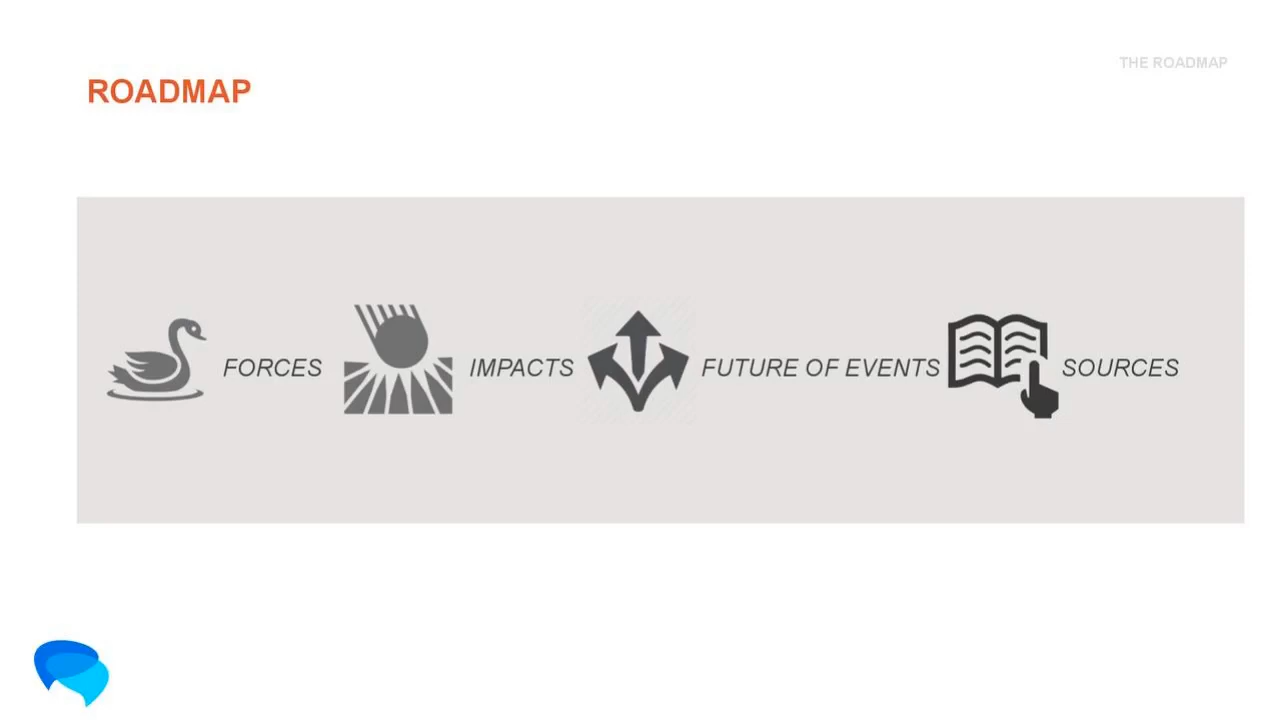 THE ROADMAP
ROADMAP
FORCES
IMPACTS
FUTURE OF EVENTS
SOURCES